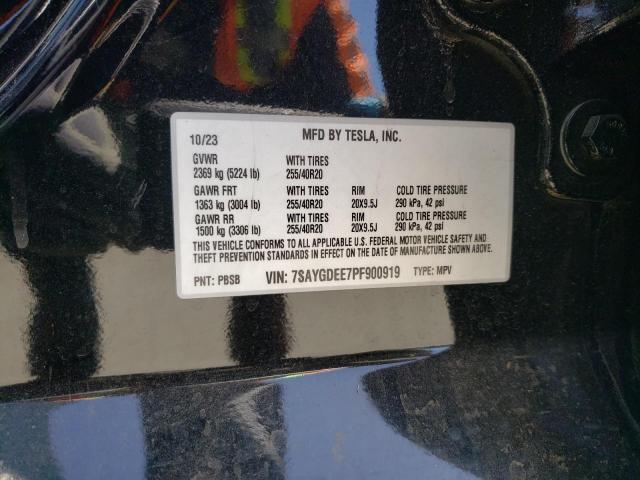 10/23 MFD BY TESLA, INC.
GVWR WITH TIRES
2369 kg (5224 lb) 255/40R20
GAWR FRT WITH TIRES RIM COLD TIRE PRESSURE
1363 kg (3004 lb) 255/40R20 20X9.5J 290 kPa, 42 psi
GAWR RR WITH TIRES RIM COLD TIRE PRESSURE
1500 kg (3306 lb) 255/40R20 20X9.5J 290 kPa, 42 psi
THIS VEHICLE CONFORMS TO ALL APPLICABLE U.S. FEDERAL MOTOR VEHICLE SAFETY AND
THEFT PREVENTION STANDARDS IN EFFECT ON THE DATE OF MANUFACTURE SHOWN ABOVE.
PNT: PBSB VIN: 7SAYGDEE7PF900919 TYPE: MPV